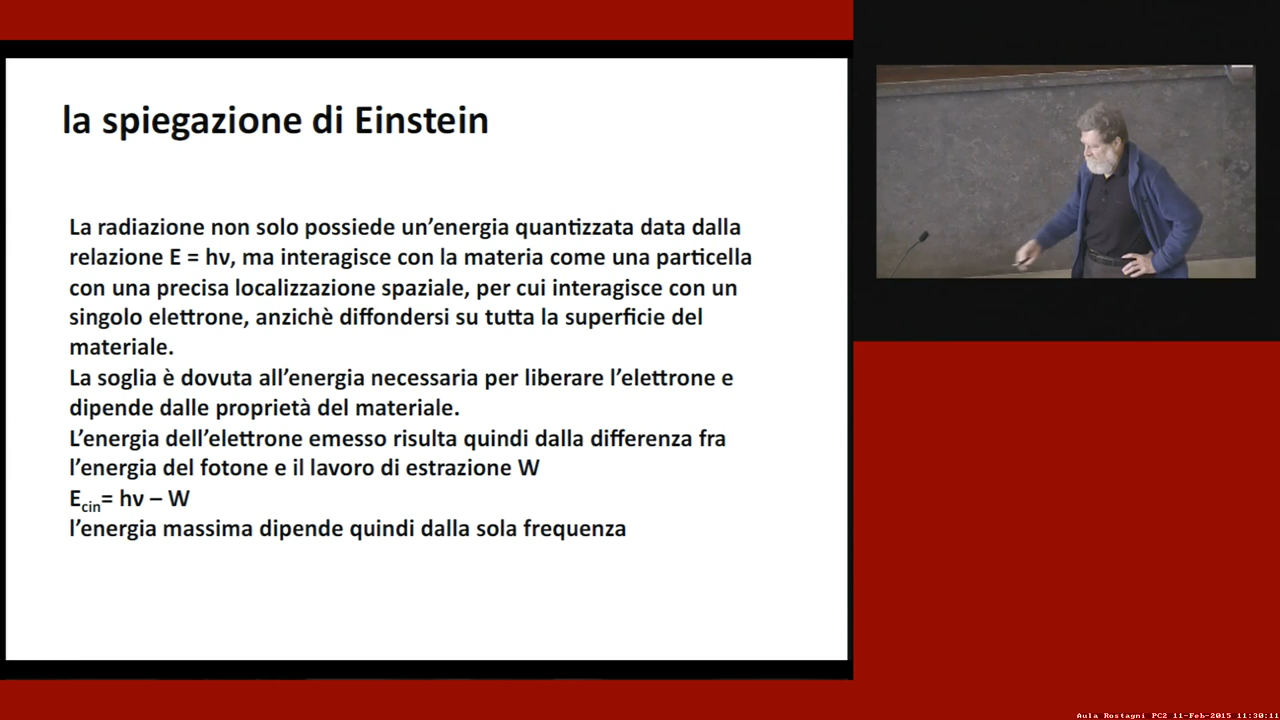 la spiegazione di Einstein
La radiazione non solo possiede un’energia quantizzata data dalla
relazione E = hν, ma interagisce con la materia come una particella
con una precisa localizzazione spaziale, per cui interagisce con un
singolo elettrone, anzichè diffondersi su tutta la superficie del
materiale.
La soglia è dovuta all’energia necessaria per liberare l’elettrone e
dipende dalle proprietà del materiale.
L’energia dell’elettrone emesso risulta quindi dalla differenza fra
l’energia del fotone e il lavoro di estrazione W
Ecin= hν – W
l’energia massima dipende quindi dalla sola frequenza
Aula Rostagni PC2 11-Feb-2015 11:30:11